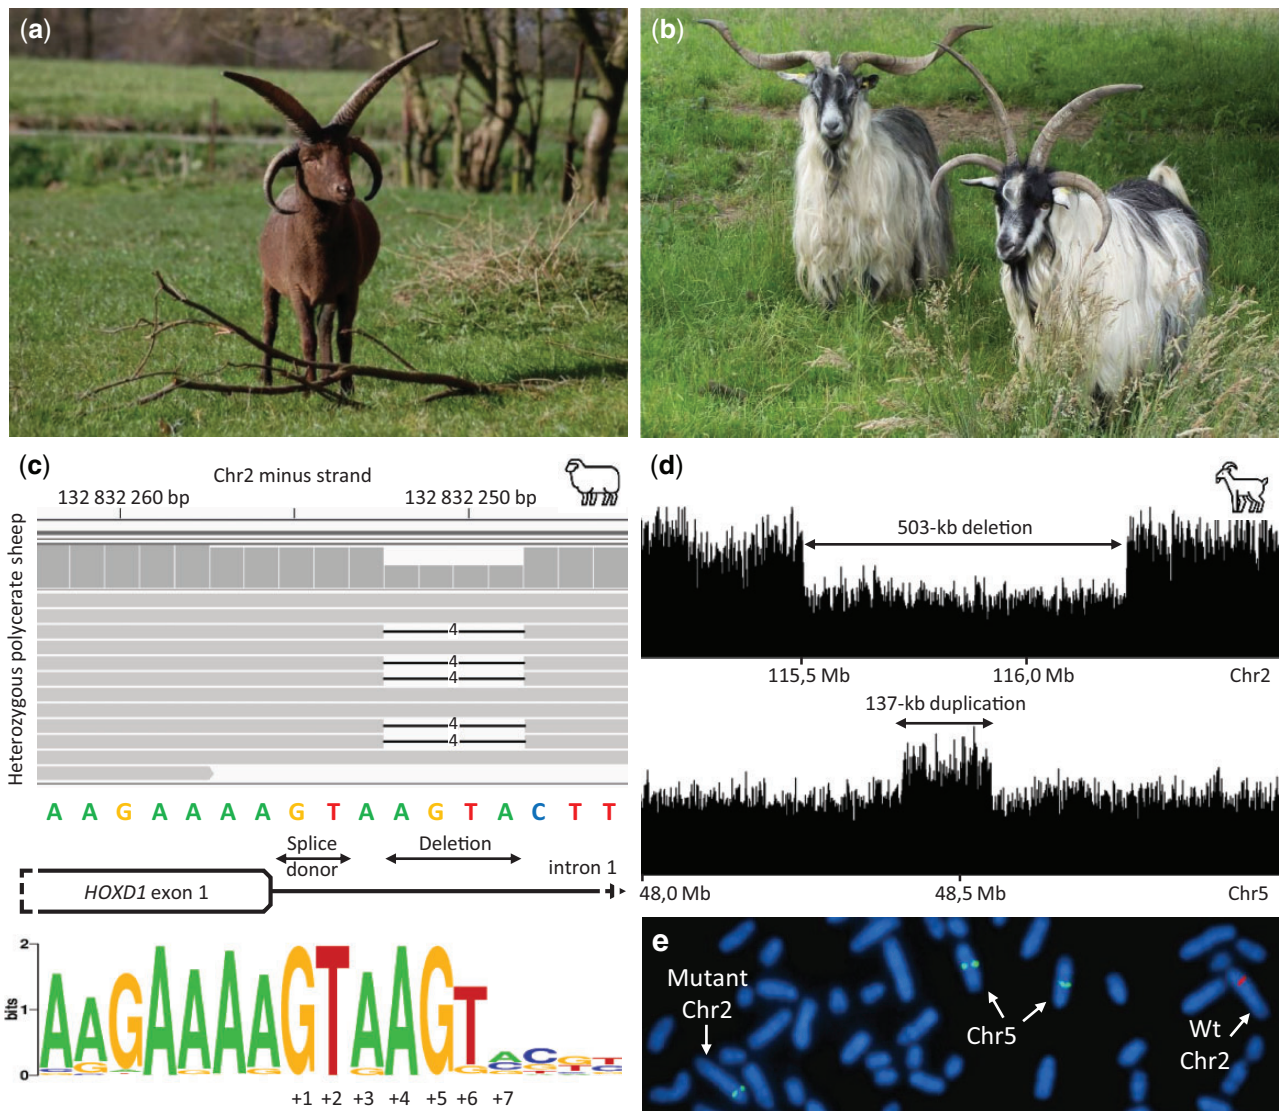 (a)
(b)
(c)
Chr2 minus strand
132 832 260 bp
132 832 250 bp
Heterozygous polycerate sheep
4
4
4
4
4
A A G A A A A G T A A G T A C T T
Splice donor
Deletion
intron 1
HOXD1 exon 1
2
1
0
bits
AAGAAAAGTAAGTACGT
+1 +2 +3 +4 +5 +6 +7
(d)
503-kb deletion
115,5 Mb
116,0 Mb
Chr2
137-kb duplication
48,0 Mb
48,5 Mb
Chr5
e
Mutant
Chr2
Chr5
Wt
Chr2